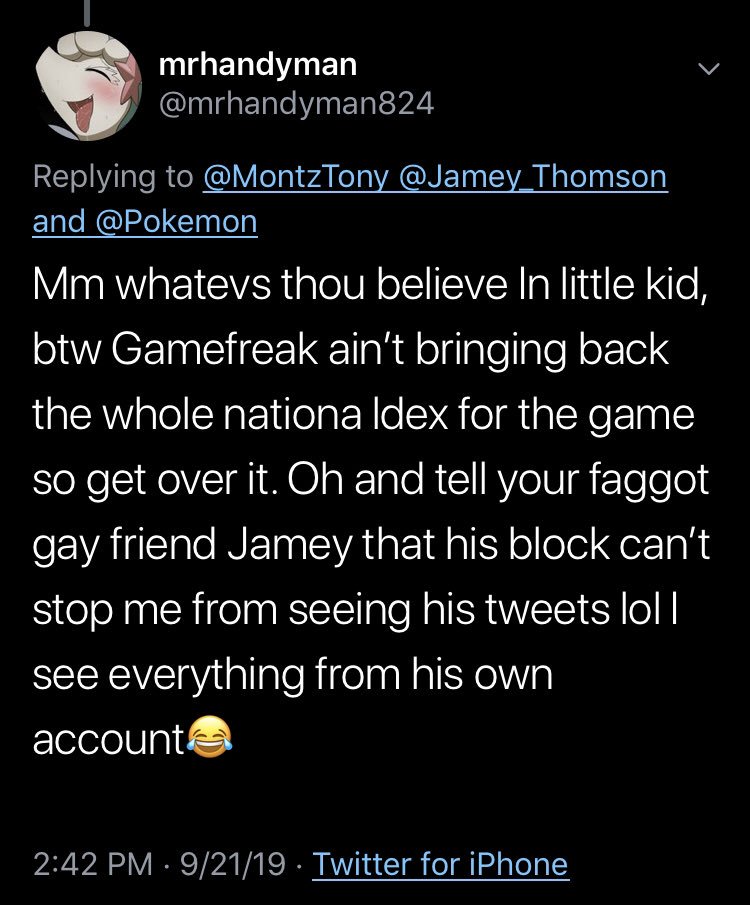 mrhandyman
@mrhandyman824
Replying to @MontzTony @Jamey_Thomson
and @Pokemon
Mm whatevs thou believe In little kid,
btw Gamefreak ain’t bringing back
the whole nationa ldex for the game
so get over it. Oh and tell your faggot
gay friend Jamey that his block can’t
stop me from seeing his tweets lol I
see everything from his own
account😂
2:42 PM · 9/21/19 · Twitter for iPhone